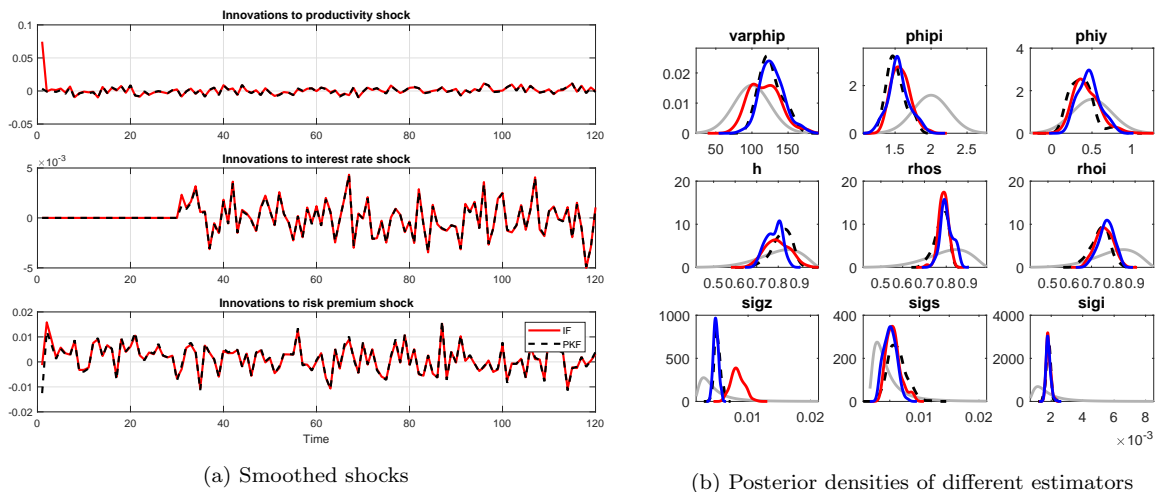 Innovations to productivity shock
0.1
0.05
0
-0.05
0 20 40 60 80 100 120
Innovations to interest rate shock
×10⁻³
5
0
-5
0 20 40 60 80 100 120
Innovations to risk premium shock
0.02
0.01
0
-0.01
-0.02
IF
PKF
0 20 40 60 80 100 120
Time
(a) Smoothed shocks
varphip
0.02
0.01
0
50 100 150
phipi
2
0
1.5 2 2.5
phiy
4
2
0
0 0.5 1
h
20
10
0
0.5 0.6 0.7 0.8 0.9
rhos
20
10
0
0.5 0.6 0.7 0.8 0.9
rhoi
20
10
0
0.5 0.6 0.7 0.8 0.9
sigz
1000
500
0
0.01 0.02
sigs
400
200
0
0.01 0.02
sigi
4000
2000
0
2 4 6 8
×10⁻³
(b) Posterior densities of different estimators